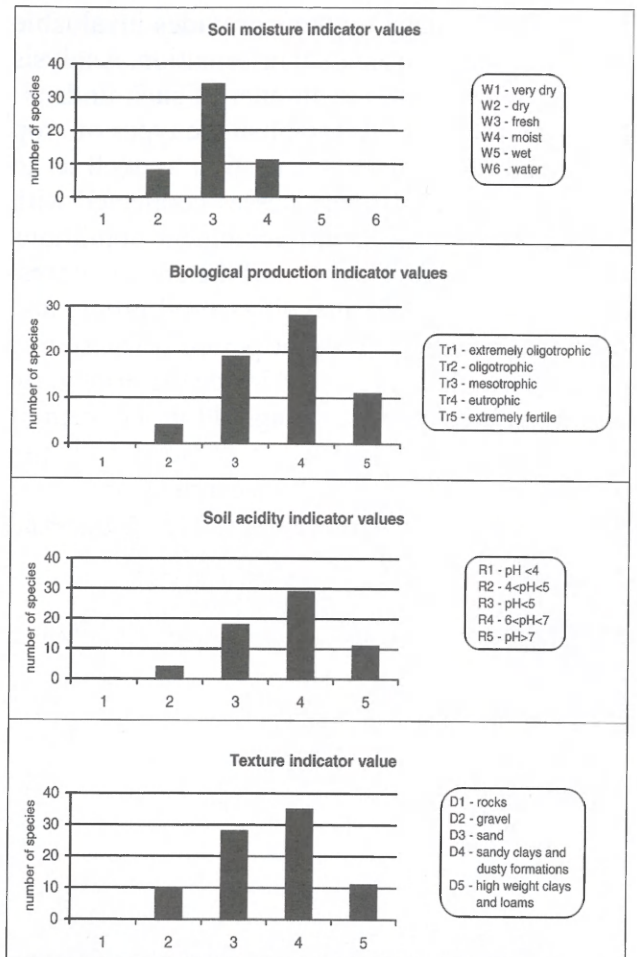 Soil moisture indicator values
number of species
40
30
20
10
0
1 2 3 4 5 6
W1 - very dry
W2 - dry
W3 - fresh
W4 - moist
W5 - wet
W6 - water
Biological production indicator values
number of species
30
20
10
0
1 2 3 4 5
Tr1 - extremely oligotrophic
Tr2 - oligotrophic
Tr3 - mesotrophic
Tr4 - eutrophic
Tr5 - extremely fertile
Soil acidity indicator values
number of species
40
30
20
10
0
1 2 3 4 5
R1 - pH <4
R2 - 4<pH<5
R3 - pH<5
R4 - 6<pH<7
R5 - pH>7
Texture indicator value
number of species
40
30
20
10
0
1 2 3 4 5
D1 - rocks
D2 - gravel
D3 - sand
D4 - sandy clays and
dusty formations
D5 - high weight clays
and loams